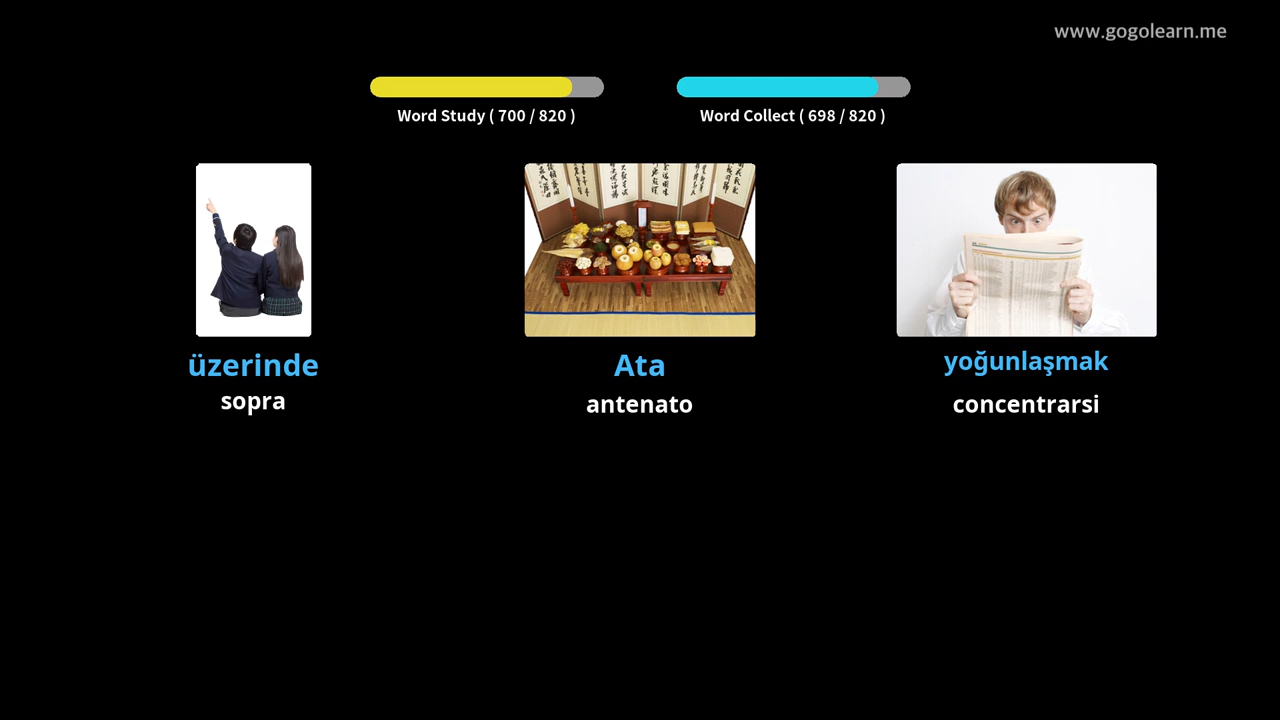 www.gogolearn.me
Word Study ( 700 / 820 )
Word Collect ( 698 / 820 )
üzerinde
sopra
Ata
antenato
yoğunlaşmak
concentrarsi